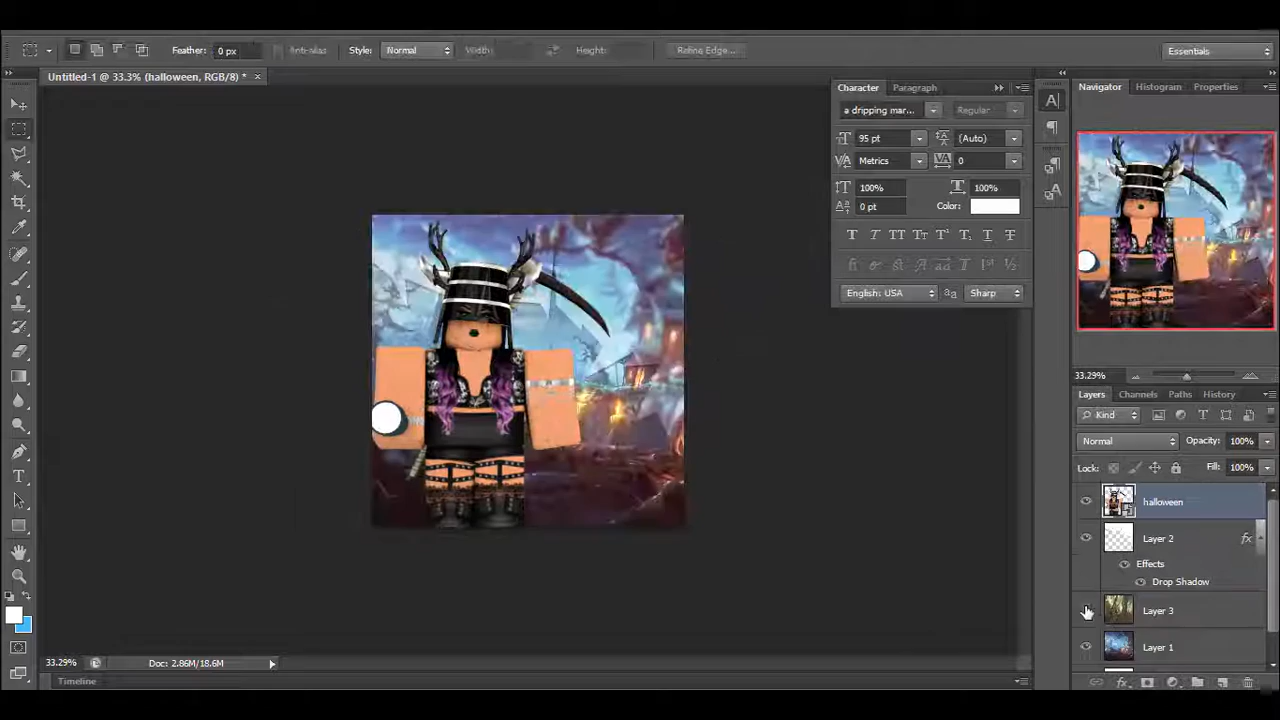 Feather: 0 px Anti-alias Style: Normal Width: Height: Refine Edge... Essentials
Untitled-1 @ 33.3% (halloween, RGB/8) * ×
Character Paragraph
a dripping mar... Regular
95 pt (Auto)
Metrics 0
100% 100%
0 pt Color:
English: USA Sharp
Navigator Histogram Properties
33.29%
Layers Channels Paths History
Kind
Normal Opacity: 100%
Lock: Fill: 100%
halloween
Layer 2 fx
Effects
Drop Shadow
Layer 3
Layer 1
33.29% Doc: 2.86M/18.6M
Timeline